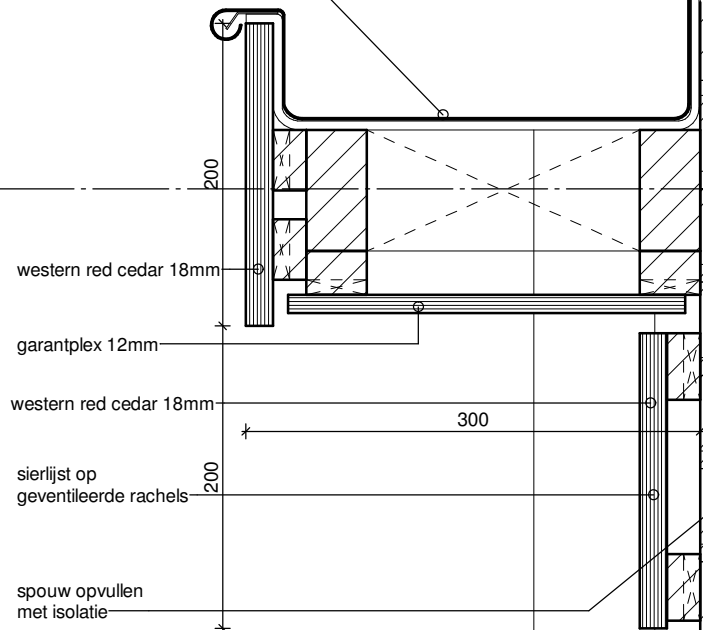 200
western red cedar 18mm
garantplex 12mm
western red cedar 18mm
300
sierlijst op
geventileerde rachels
200
spouw opvullen
met isolatie